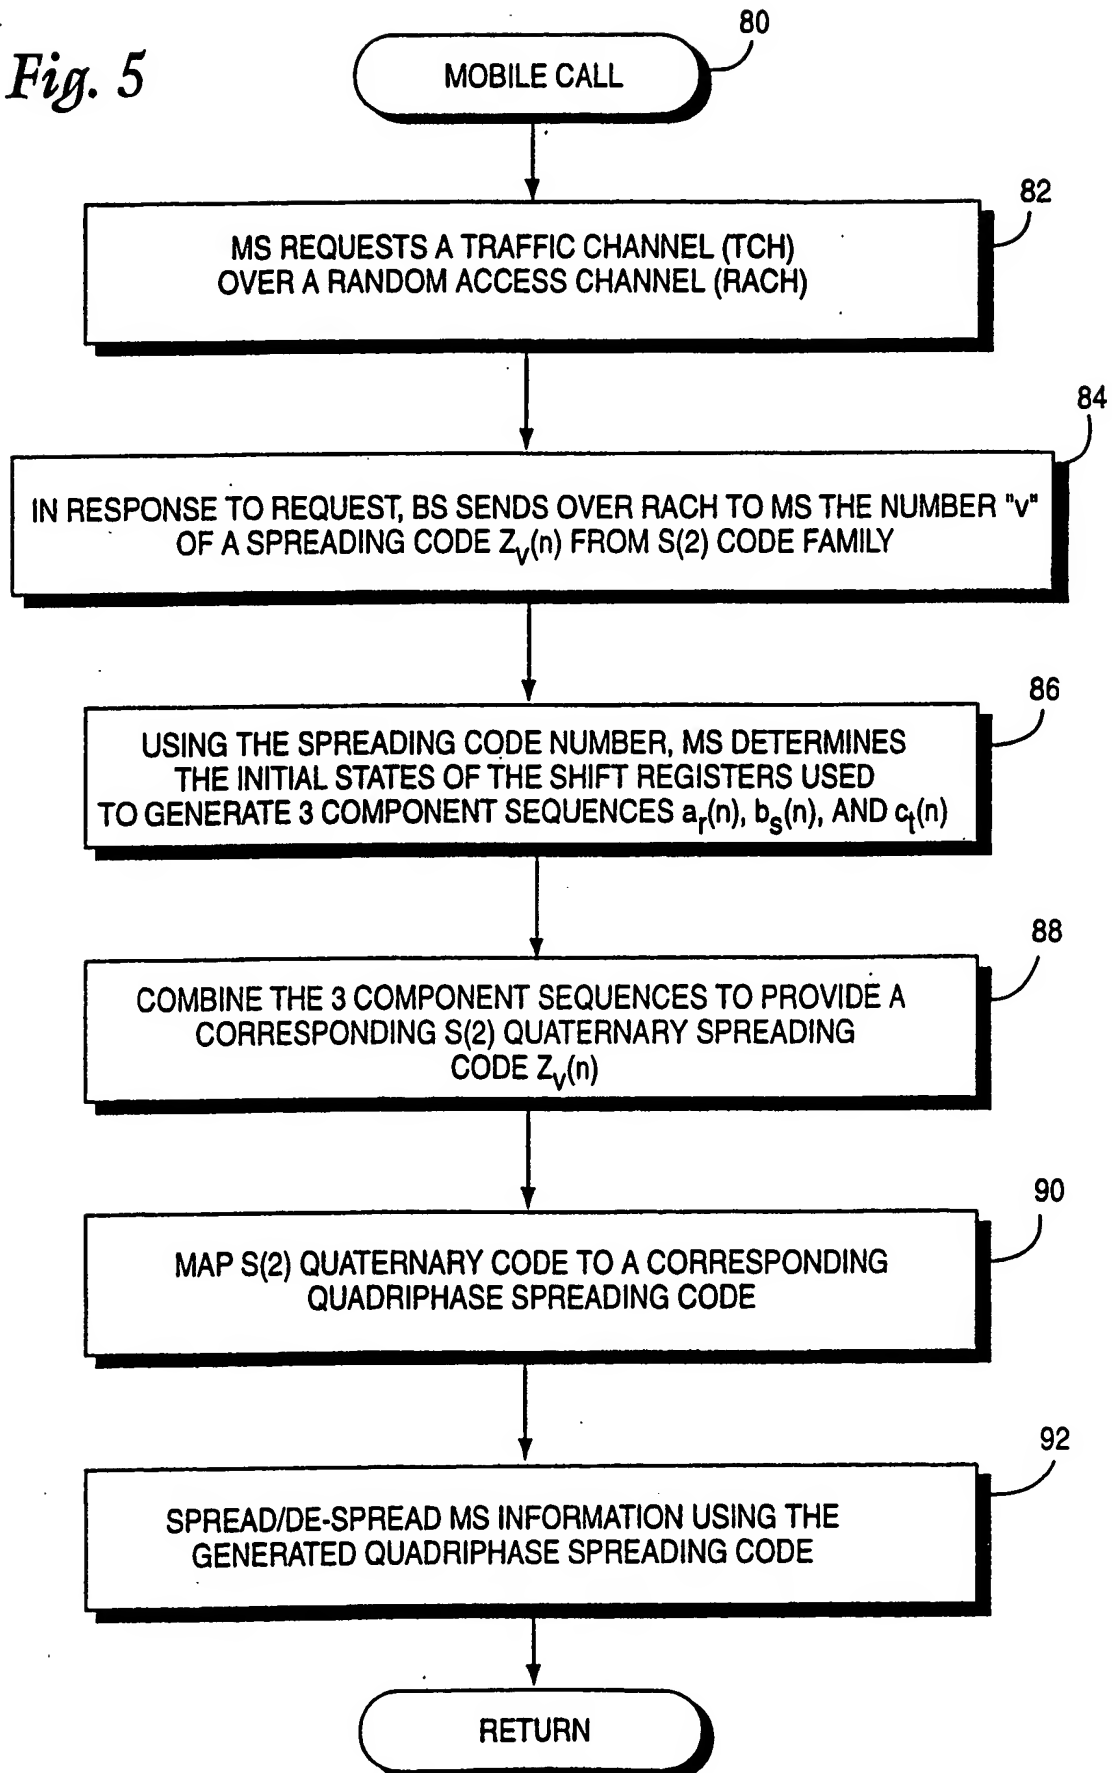 Fig. 5
MOBILE CALL
80
MS REQUESTS A TRAFFIC CHANNEL (TCH)
OVER A RANDOM ACCESS CHANNEL (RACH)
82
IN RESPONSE TO REQUEST, BS SENDS OVER RACH TO MS THE NUMBER "v"
OF A SPREADING CODE Zv(n) FROM S(2) CODE FAMILY
84
USING THE SPREADING CODE NUMBER, MS DETERMINES
THE INITIAL STATES OF THE SHIFT REGISTERS USED
TO GENERATE 3 COMPONENT SEQUENCES ar(n), bs(n), AND ct(n)
86
COMBINE THE 3 COMPONENT SEQUENCES TO PROVIDE A
CORRESPONDING S(2) QUATERNARY SPREADING
CODE Zv(n)
88
MAP S(2) QUATERNARY CODE TO A CORRESPONDING
QUADRIPHASE SPREADING CODE
90
SPREAD/DE-SPREAD MS INFORMATION USING THE
GENERATED QUADRIPHASE SPREADING CODE
92
RETURN